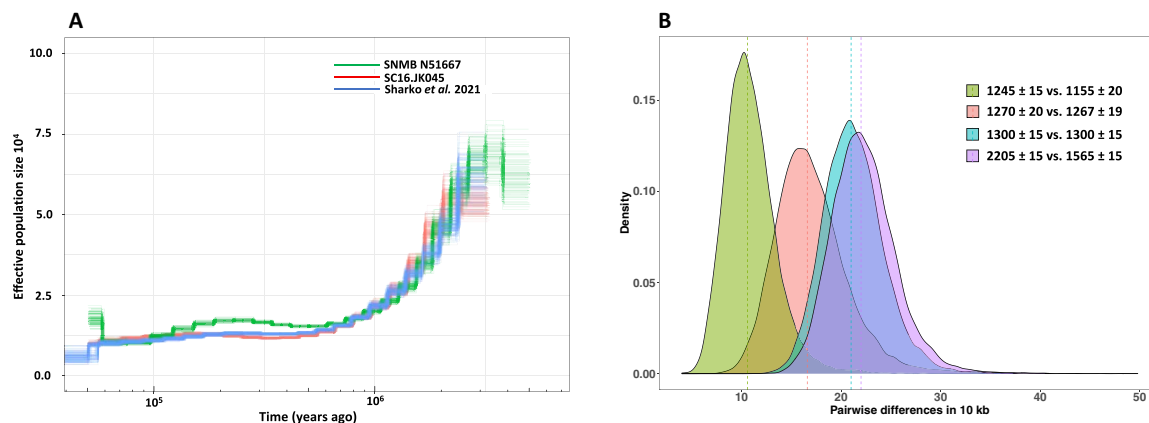 A
10.0
7.5
5.0
2.5
0.0
Effective population size 10⁴
SNMB N51667
SC16.JK045
Sharko et al. 2021
10⁵
10⁶
Time (years ago)
B
0.15
0.10
0.05
0.00
Density
1245 ± 15 vs. 1155 ± 20
1270 ± 20 vs. 1267 ± 19
1300 ± 15 vs. 1300 ± 15
2205 ± 15 vs. 1565 ± 15
10
20
30
40
50
Pairwise differences in 10 kb